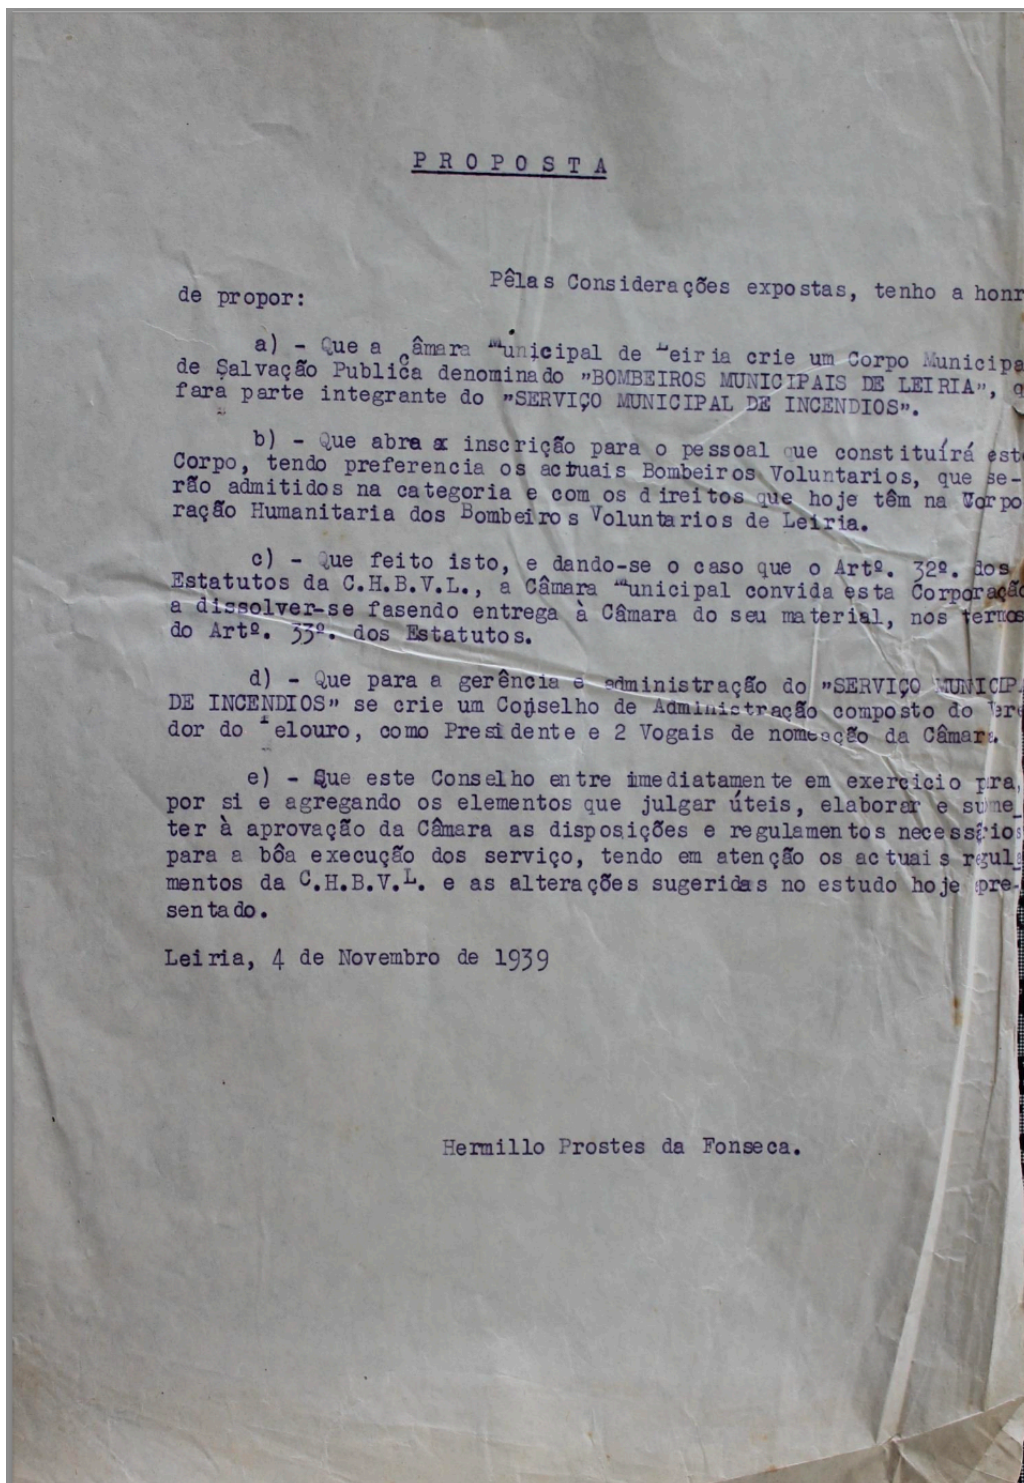 PROPOSTA
Pêlas Considerações expostas, tenho a honr
de propor:
a) - Que a Câmara Municipal de Leiria crie um Corpo Municipa
de Salvação Publica denominado "BOMBEIROS MUNICIPAIS DE LEIRIA", q
fara parte integrante do "SERVIÇO MUNICIPAL DE INCENDIOS".
b) - Que abra a inscrição para o pessoal que constituírá est
Corpo, tendo preferencia os actuais Bombeiros Voluntarios, que se-
rão admitidos na categoria e com os direitos que hoje têm na Corpo
ração Humanitaria dos Bombeiros Voluntarios de Leiria.
c) - Que feito isto, e dando-se o caso que o Artº. 32º. dos
Estatutos da C.H.B.V.L., a Câmara Municipal convida esta Corporação
a dissolver-se fasendo entrega à Câmara do seu material, nos termos
do Artº. 33º. dos Estatutos.
d) - Que para a gerência e administração do "SERVIÇO MUNICIP
DE INCENDIOS" se crie um Conselho de Administração composto do Ver
dor do Pelouro, como Presidente e 2 Vogais de nomeação da Câmara.
e) - Que este Conselho entre imediatamente em exercicio pra,
por si e agregando os elementos que julgar úteis, elaborar e sume_
ter à aprovação da Câmara as disposições e regulamentos necessários
para a bôa execução dos serviço, tendo em atenção os actuais regula
mentos da C.H.B.V.L. e as alterações sugeridas no estudo hoje apre-
sentado.
Leiria, 4 de Novembro de 1939
Hermillo Prostes da Fonseca.